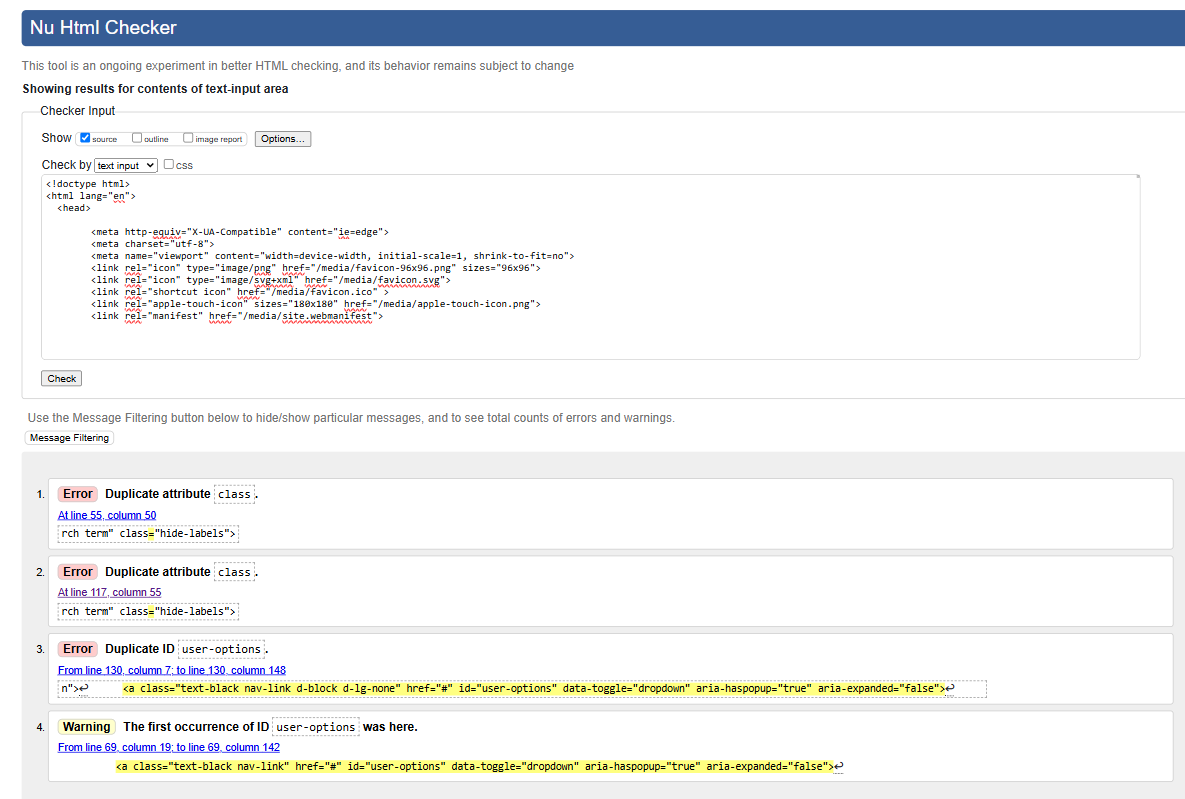 Nu Html Checker
This tool is an ongoing experiment in better HTML checking, and its behavior remains subject to change
Showing results for contents of text-input area
Checker Input
Show source outline image report Options...
Check by text input css
<!doctype html>
<html lang="en">
<head>
<meta http-equiv="X-UA-Compatible" content="ie=edge">
<meta charset="utf-8">
<meta name="viewport" content="width=device-width, initial-scale=1, shrink-to-fit=no">
<link rel="icon" type="image/png" href="/media/favicon-96x96.png" sizes="96x96">
<link rel="icon" type="image/svg+xml" href="/media/favicon.svg">
<link rel="shortcut icon" href="/media/favicon.ico" >
<link rel="apple-touch-icon" sizes="180x180" href="/media/apple-touch-icon.png">
<link rel="manifest" href="/media/site.webmanifest">
Check
Use the Message Filtering button below to hide/show particular messages, and to see total counts of errors and warnings.
Message Filtering
1. Error Duplicate attribute class.
At line 55, column 50
rch term" class="hide-labels">
2. Error Duplicate attribute class.
At line 117, column 55
rch term" class="hide-labels">
3. Error Duplicate ID user-options.
From line 130, column 7; to line 130, column 148
n">↩ <a class="text-black nav-link d-block d-lg-none" href="#" id="user-options" data-toggle="dropdown" aria-haspopup="true" aria-expanded="false">↩
4. Warning The first occurrence of ID user-options was here.
From line 69, column 19; to line 69, column 142
<a class="text-black nav-link" href="#" id="user-options" data-toggle="dropdown" aria-haspopup="true" aria-expanded="false">↩